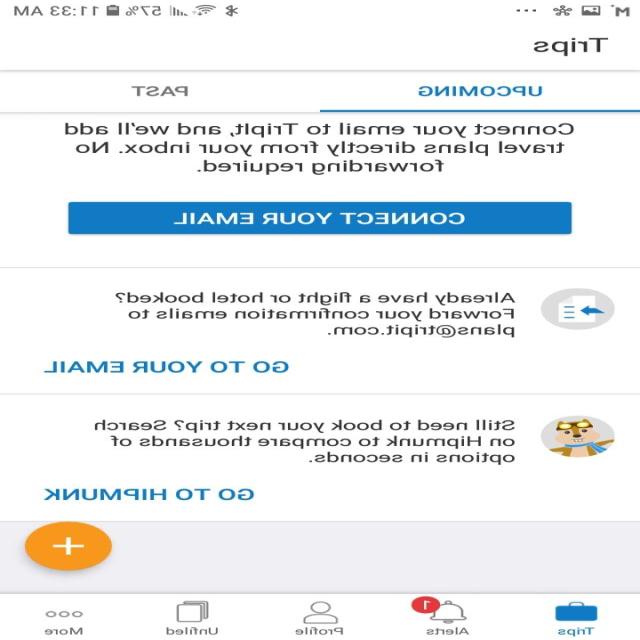 M ... 57% 11:33 AM
Trips
UPCOMING PAST
Connect your email to TripIt, and we'll add
travel plans directly from your inbox. No
forwarding required.
CONNECT YOUR EMAIL
Already have a flight or hotel booked?
Forward your confirmation emails to
plans@tripit.com.
GO TO YOUR EMAIL
Still need to book your next trip? Search
on Hipmunk to compare thousands of
options in seconds.
GO TO HIPMUNK
+
1
Trips Alerts Profile Unfiled More